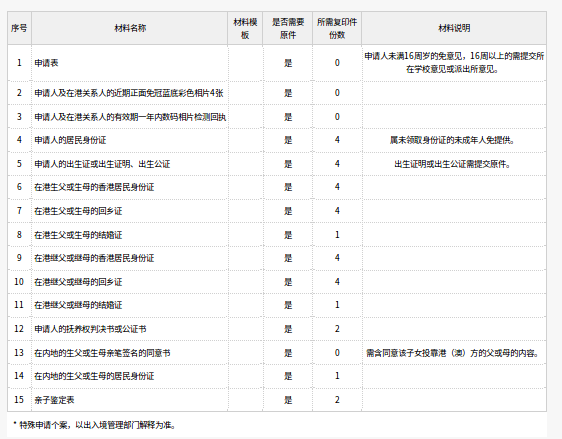 序号 材料名称 材料模板 是否需要原件 所需复印件份数 材料说明
1 申请表 是 0 申请人未满16周岁的免意见，16周以上的需提交所在学校意见或派出所意见。
2 申请人及在港关系人的近期正面免冠蓝底彩色相片4张 是 0
3 申请人及在港关系人的有效期一年内数码相片检测回执 是 0
4 申请人的居民身份证 是 4 属未领取身份证的未成年人免提供。
5 申请人的出生证或出生证明、出生公证 是 4 出生证明或出生公证需提交原件。
6 在港生父或生母的香港居民身份证 是 4
7 在港生父或生母的回乡证 是 4
8 在港生父或生母的结婚证 是 1
9 在港继父或继母的香港居民身份证 是 4
10 在港继父或继母的回乡证 是 4
11 在港继父或继母的结婚证 是 1
12 申请人的抚养权判决书或公证书 是 2
13 在内地的生父或生母亲笔签名的同意书 是 0 需含同意该子女投靠港（澳）方的父或母的内容。
14 在内地的生父或生母的居民身份证 是 1
15 亲子鉴定表 是 2
* 特殊申请个案，以出入境管理部门解释为准。